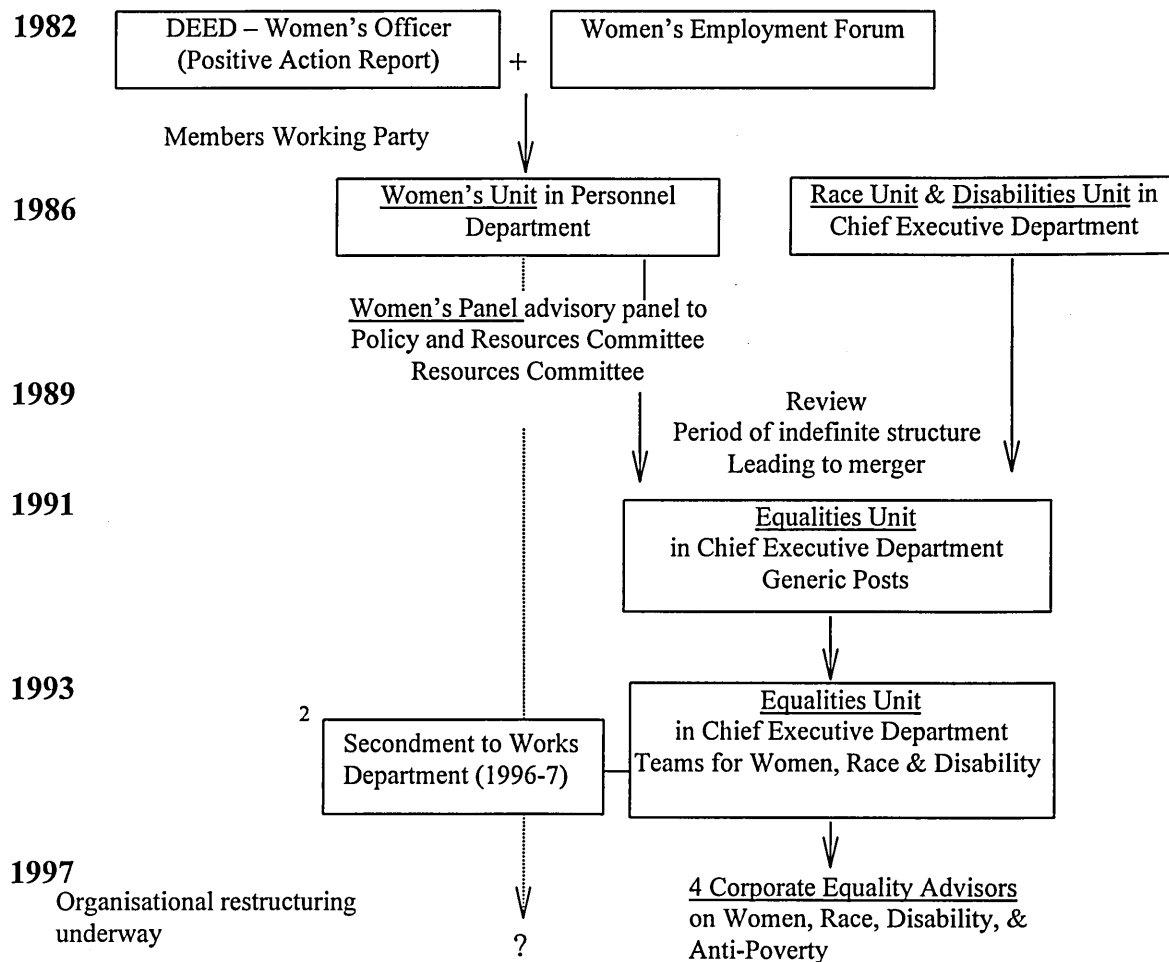 1982
DEED – Women's Officer
(Positive Action Report)
+
Women's Employment Forum
Members Working Party
1986
Women's Unit in Personnel
Department
Race Unit & Disabilities Unit in
Chief Executive Department
Women's Panel advisory panel to
Policy and Resources Committee
Resources Committee
1989
Review
Period of indefinite structure
Leading to merger
1991
Equalities Unit
in Chief Executive Department
Generic Posts
1993
2
Secondment to Works
Department (1996-7)
Equalities Unit
in Chief Executive Department
Teams for Women, Race & Disability
1997
Organisational restructuring
underway
?
4 Corporate Equality Advisors
on Women, Race, Disability, &
Anti-Poverty